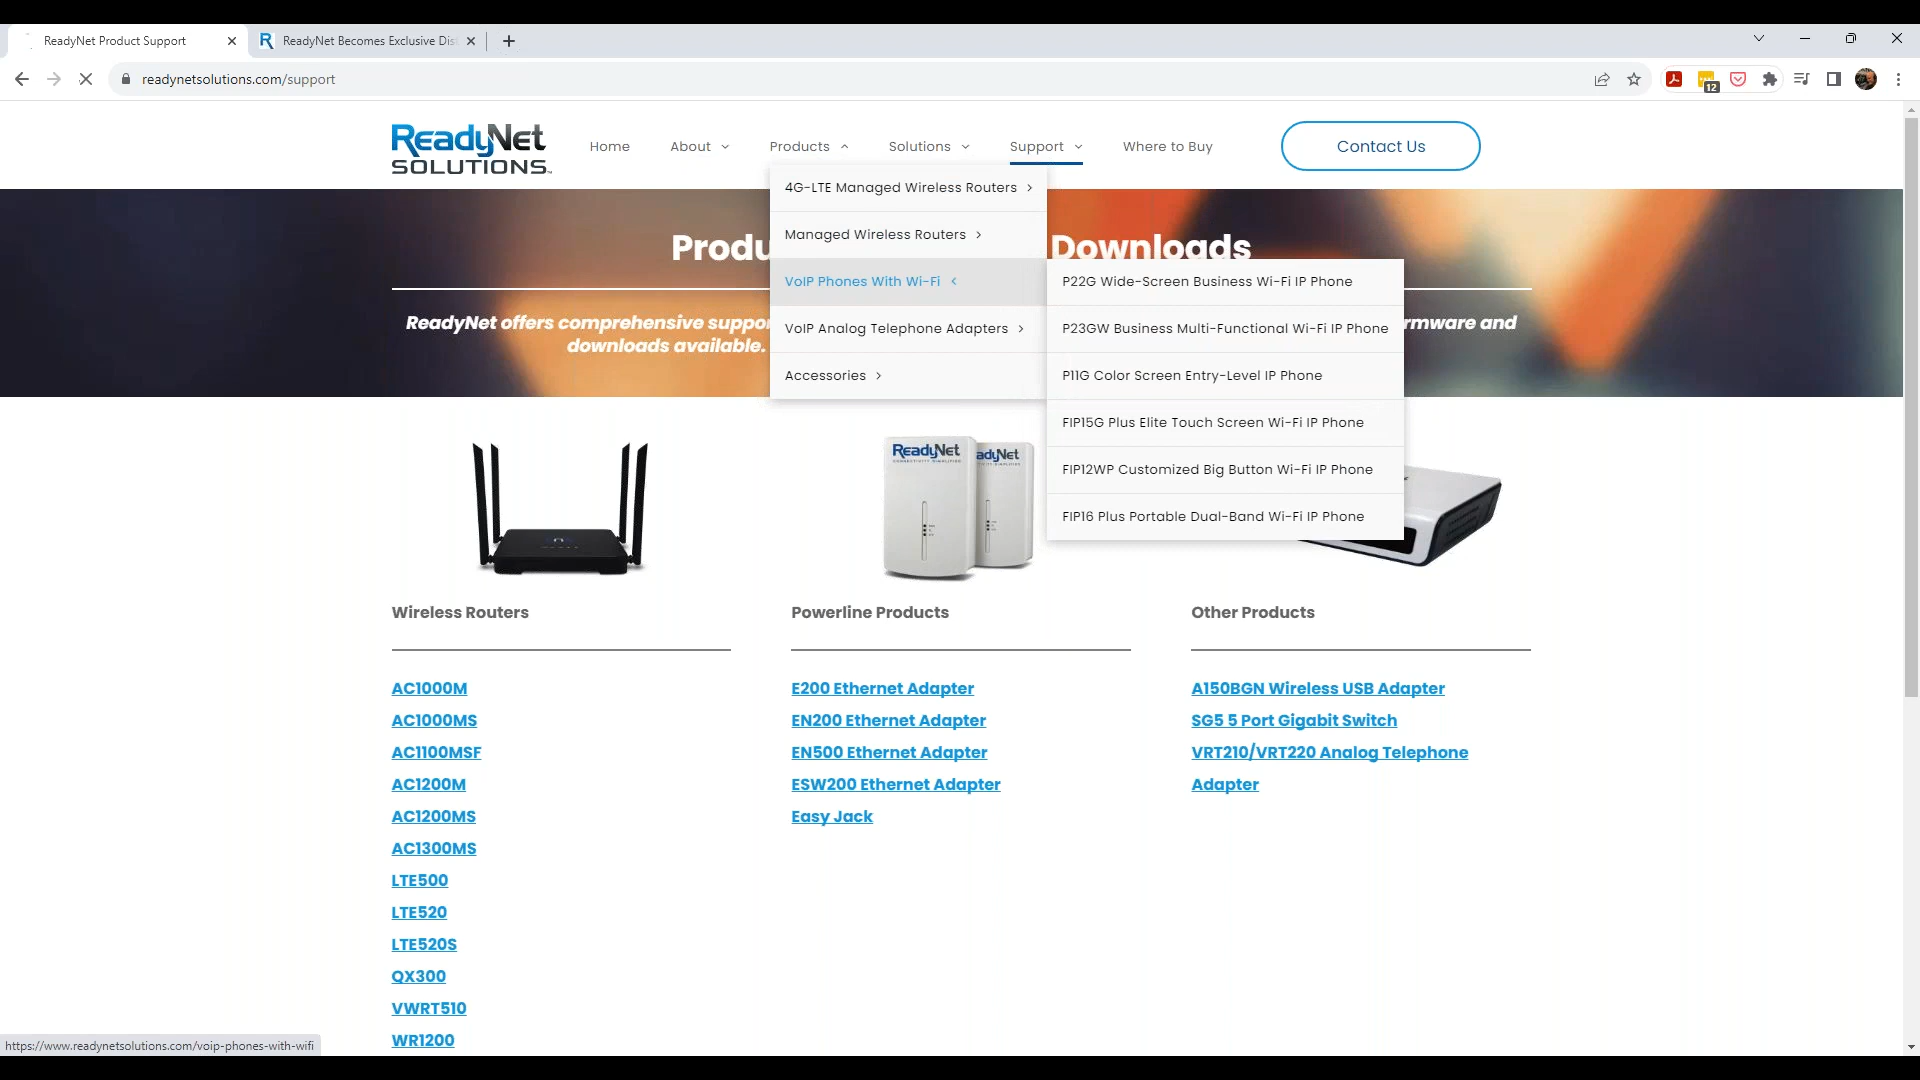 ReadyNet Product Support
ReadyNet Becomes Exclusive Dis
readynetsolutions.com/support
12
ReadyNet
SOLUTIONS
Home
About
Products
Solutions
Support
Where to Buy
Contact Us
4G-LTE Managed Wireless Routers
Managed Wireless Routers
VoIP Phones With Wi-Fi
VoIP Analog Telephone Adapters
Accessories
P22G Wide-Screen Business Wi-Fi IP Phone
P23GW Business Multi-Functional Wi-Fi IP Phone
P11G Color Screen Entry-Level IP Phone
FIP15G Plus Elite Touch Screen Wi-Fi IP Phone
FIP12WP Customized Big Button Wi-Fi IP Phone
FIP16 Plus Portable Dual-Band Wi-Fi IP Phone
Produ Downloads
ReadyNet offers comprehensive suppor rmware and
downloads available.
ReadyNet
CONNECTIVITY SIMPLIFIED
adyNet
Wireless Routers
AC1000M
AC1000MS
AC1100MSF
AC1200M
AC1200MS
AC1300MS
LTE500
LTE520
LTE520S
QX300
VWRT510
WR1200
Powerline Products
E200 Ethernet Adapter
EN200 Ethernet Adapter
EN500 Ethernet Adapter
ESW200 Ethernet Adapter
Easy Jack
Other Products
A150BGN Wireless USB Adapter
SG5 5 Port Gigabit Switch
VRT210/VRT220 Analog Telephone
Adapter
https://www.readynetsolutions.com/voip-phones-with-wifi